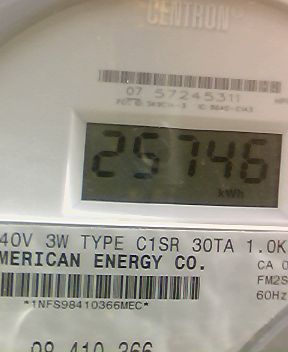 CENTRON®
07 57245311
25746
kWh
40V 3W TYPE C1SR 30TA 1.0K
MERICAN ENERGY CO.
CA 0
FM2S
60Hz
*1NFS98410366MEC*
98 410 366